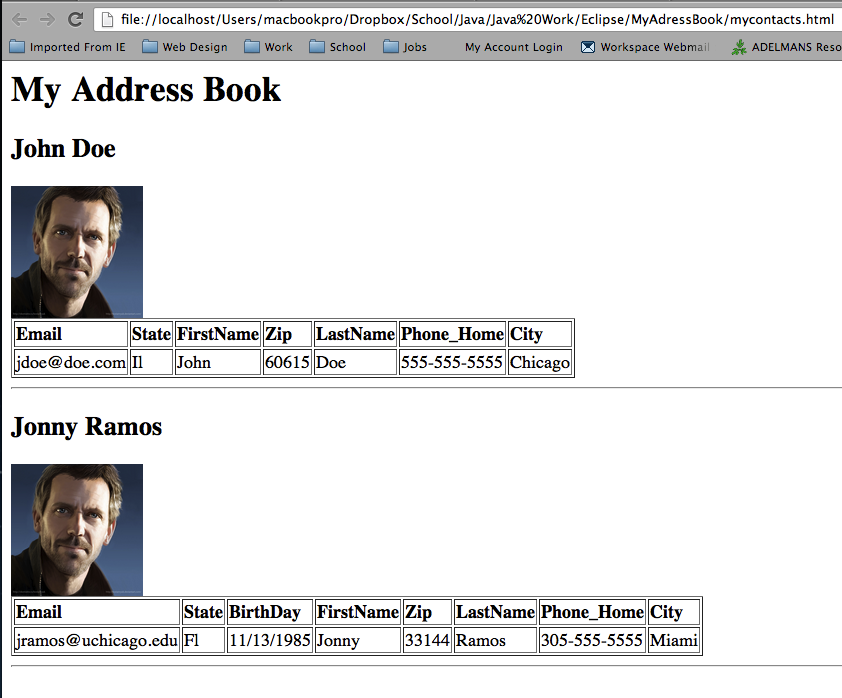 file://localhost/Users/macbookpro/Dropbox/School/Java/Java%20Work/Eclipse/MyAdressBook/mycontacts.html
Imported From IE Web Design Work School Jobs My Account Login Workspace Webmail ADELMANS Reso
My Address Book
John Doe
Email State FirstName Zip LastName Phone_Home City
jdoe@doe.com Il John 60615 Doe 555-555-5555 Chicago
Jonny Ramos
Email State BirthDay FirstName Zip LastName Phone_Home City
jramos@uchicago.edu Fl 11/13/1985 Jonny 33144 Ramos 305-555-5555 Miami